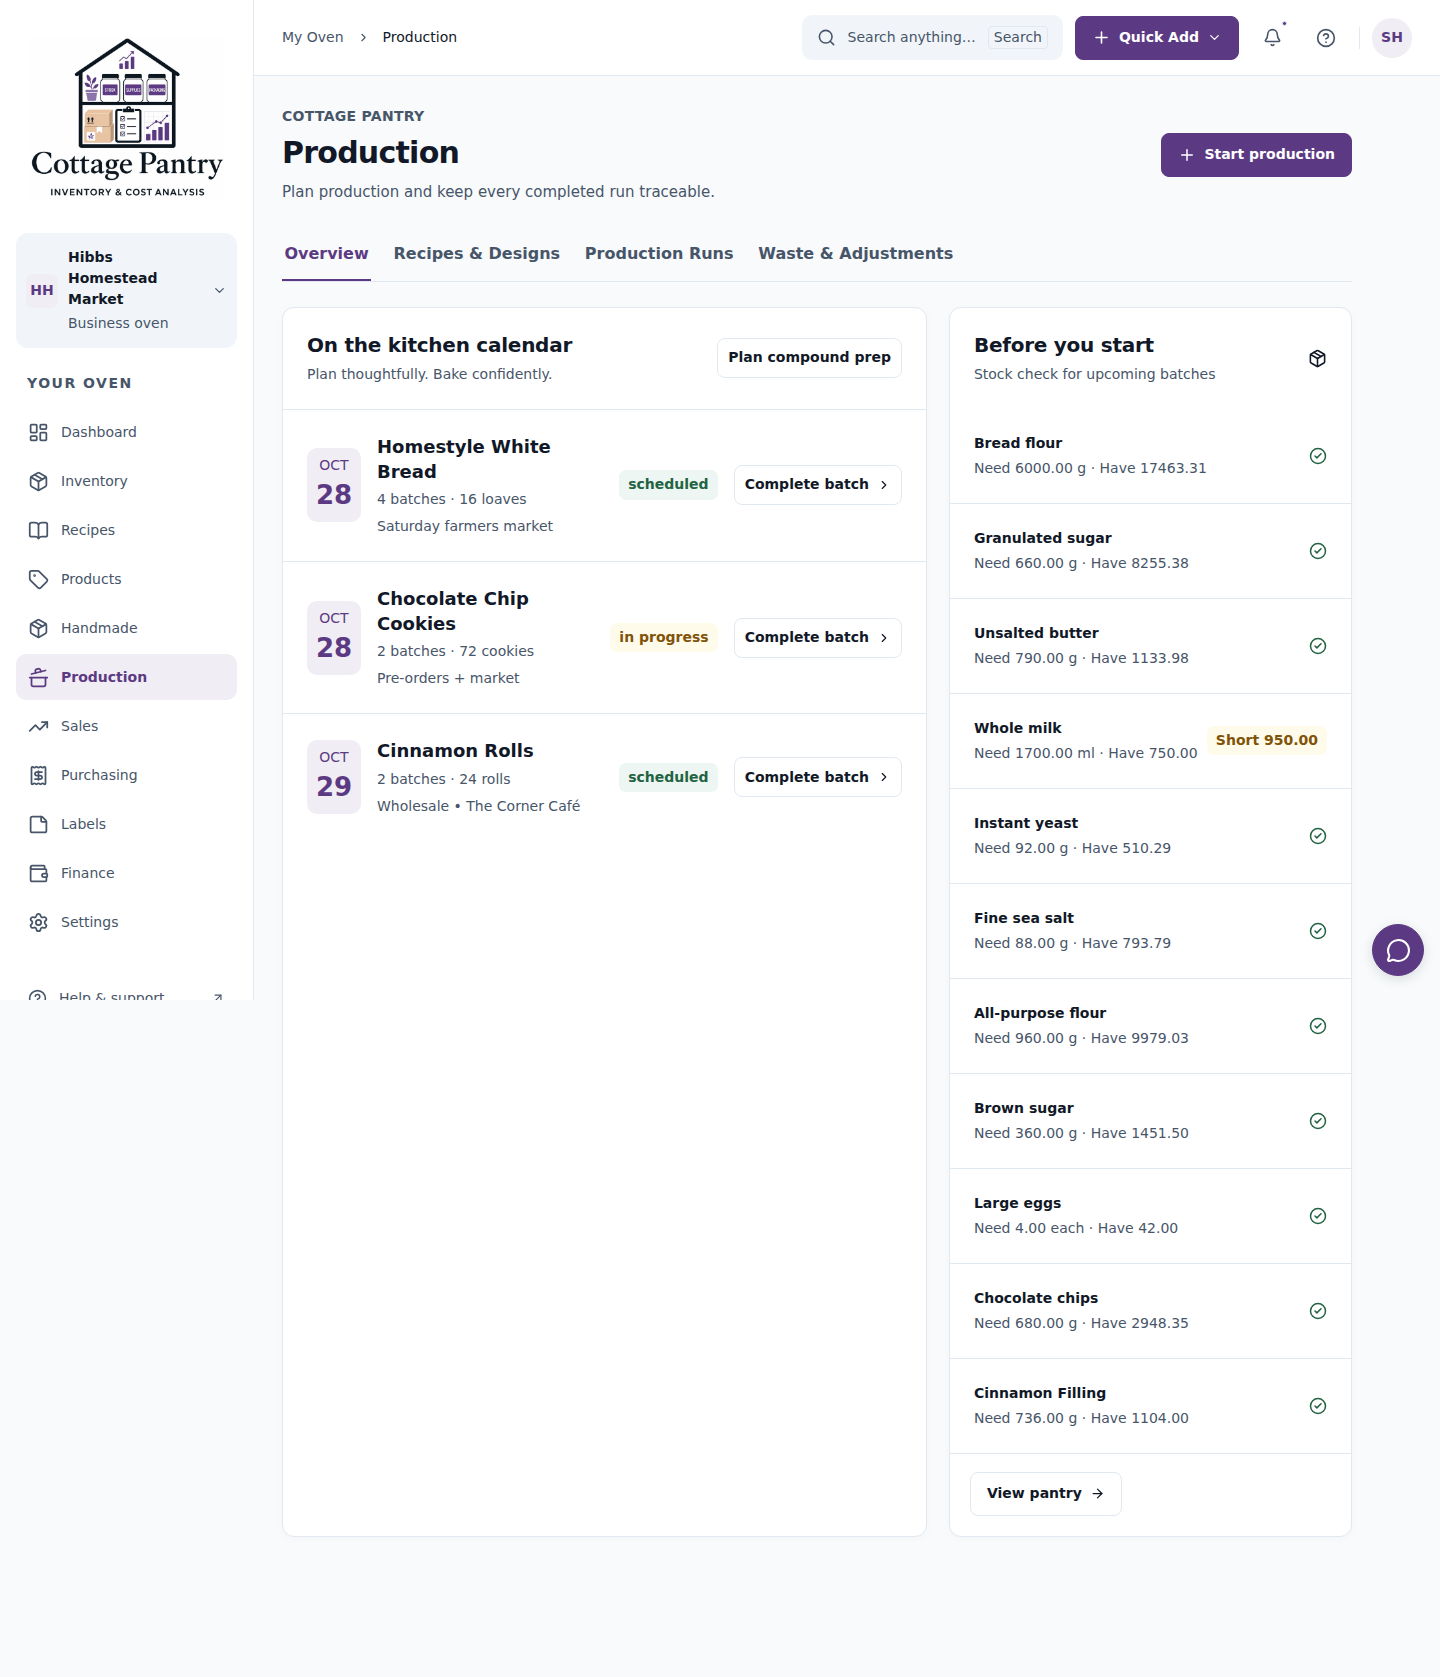 Cottage Pantry
INVENTORY & COST ANALYSIS
HH
Hibbs
Homestead
Market
Business oven
YOUR OVEN
Dashboard
Inventory
Recipes
Products
Handmade
Production
Sales
Purchasing
Labels
Finance
Settings
Help & support
My Oven
Production
Search anything...
Search
Quick Add
SH
COTTAGE PANTRY
Production
Plan production and keep every completed run traceable.
Start production
Overview
Recipes & Designs
Production Runs
Waste & Adjustments
On the kitchen calendar
Plan thoughtfully. Bake confidently.
Plan compound prep
OCT
28
Homestyle White
Bread
4 batches · 16 loaves
Saturday farmers market
scheduled
Complete batch
OCT
28
Chocolate Chip
Cookies
2 batches · 72 cookies
Pre-orders + market
in progress
Complete batch
OCT
29
Cinnamon Rolls
2 batches · 24 rolls
Wholesale • The Corner Café
scheduled
Complete batch
Before you start
Stock check for upcoming batches
Bread flour
Need 6000.00 g · Have 17463.31
Granulated sugar
Need 660.00 g · Have 8255.38
Unsalted butter
Need 790.00 g · Have 1133.98
Whole milk
Need 1700.00 ml · Have 750.00
Short 950.00
Instant yeast
Need 92.00 g · Have 510.29
Fine sea salt
Need 88.00 g · Have 793.79
All-purpose flour
Need 960.00 g · Have 9979.03
Brown sugar
Need 360.00 g · Have 1451.50
Large eggs
Need 4.00 each · Have 42.00
Chocolate chips
Need 680.00 g · Have 2948.35
Cinnamon Filling
Need 736.00 g · Have 1104.00
View pantry